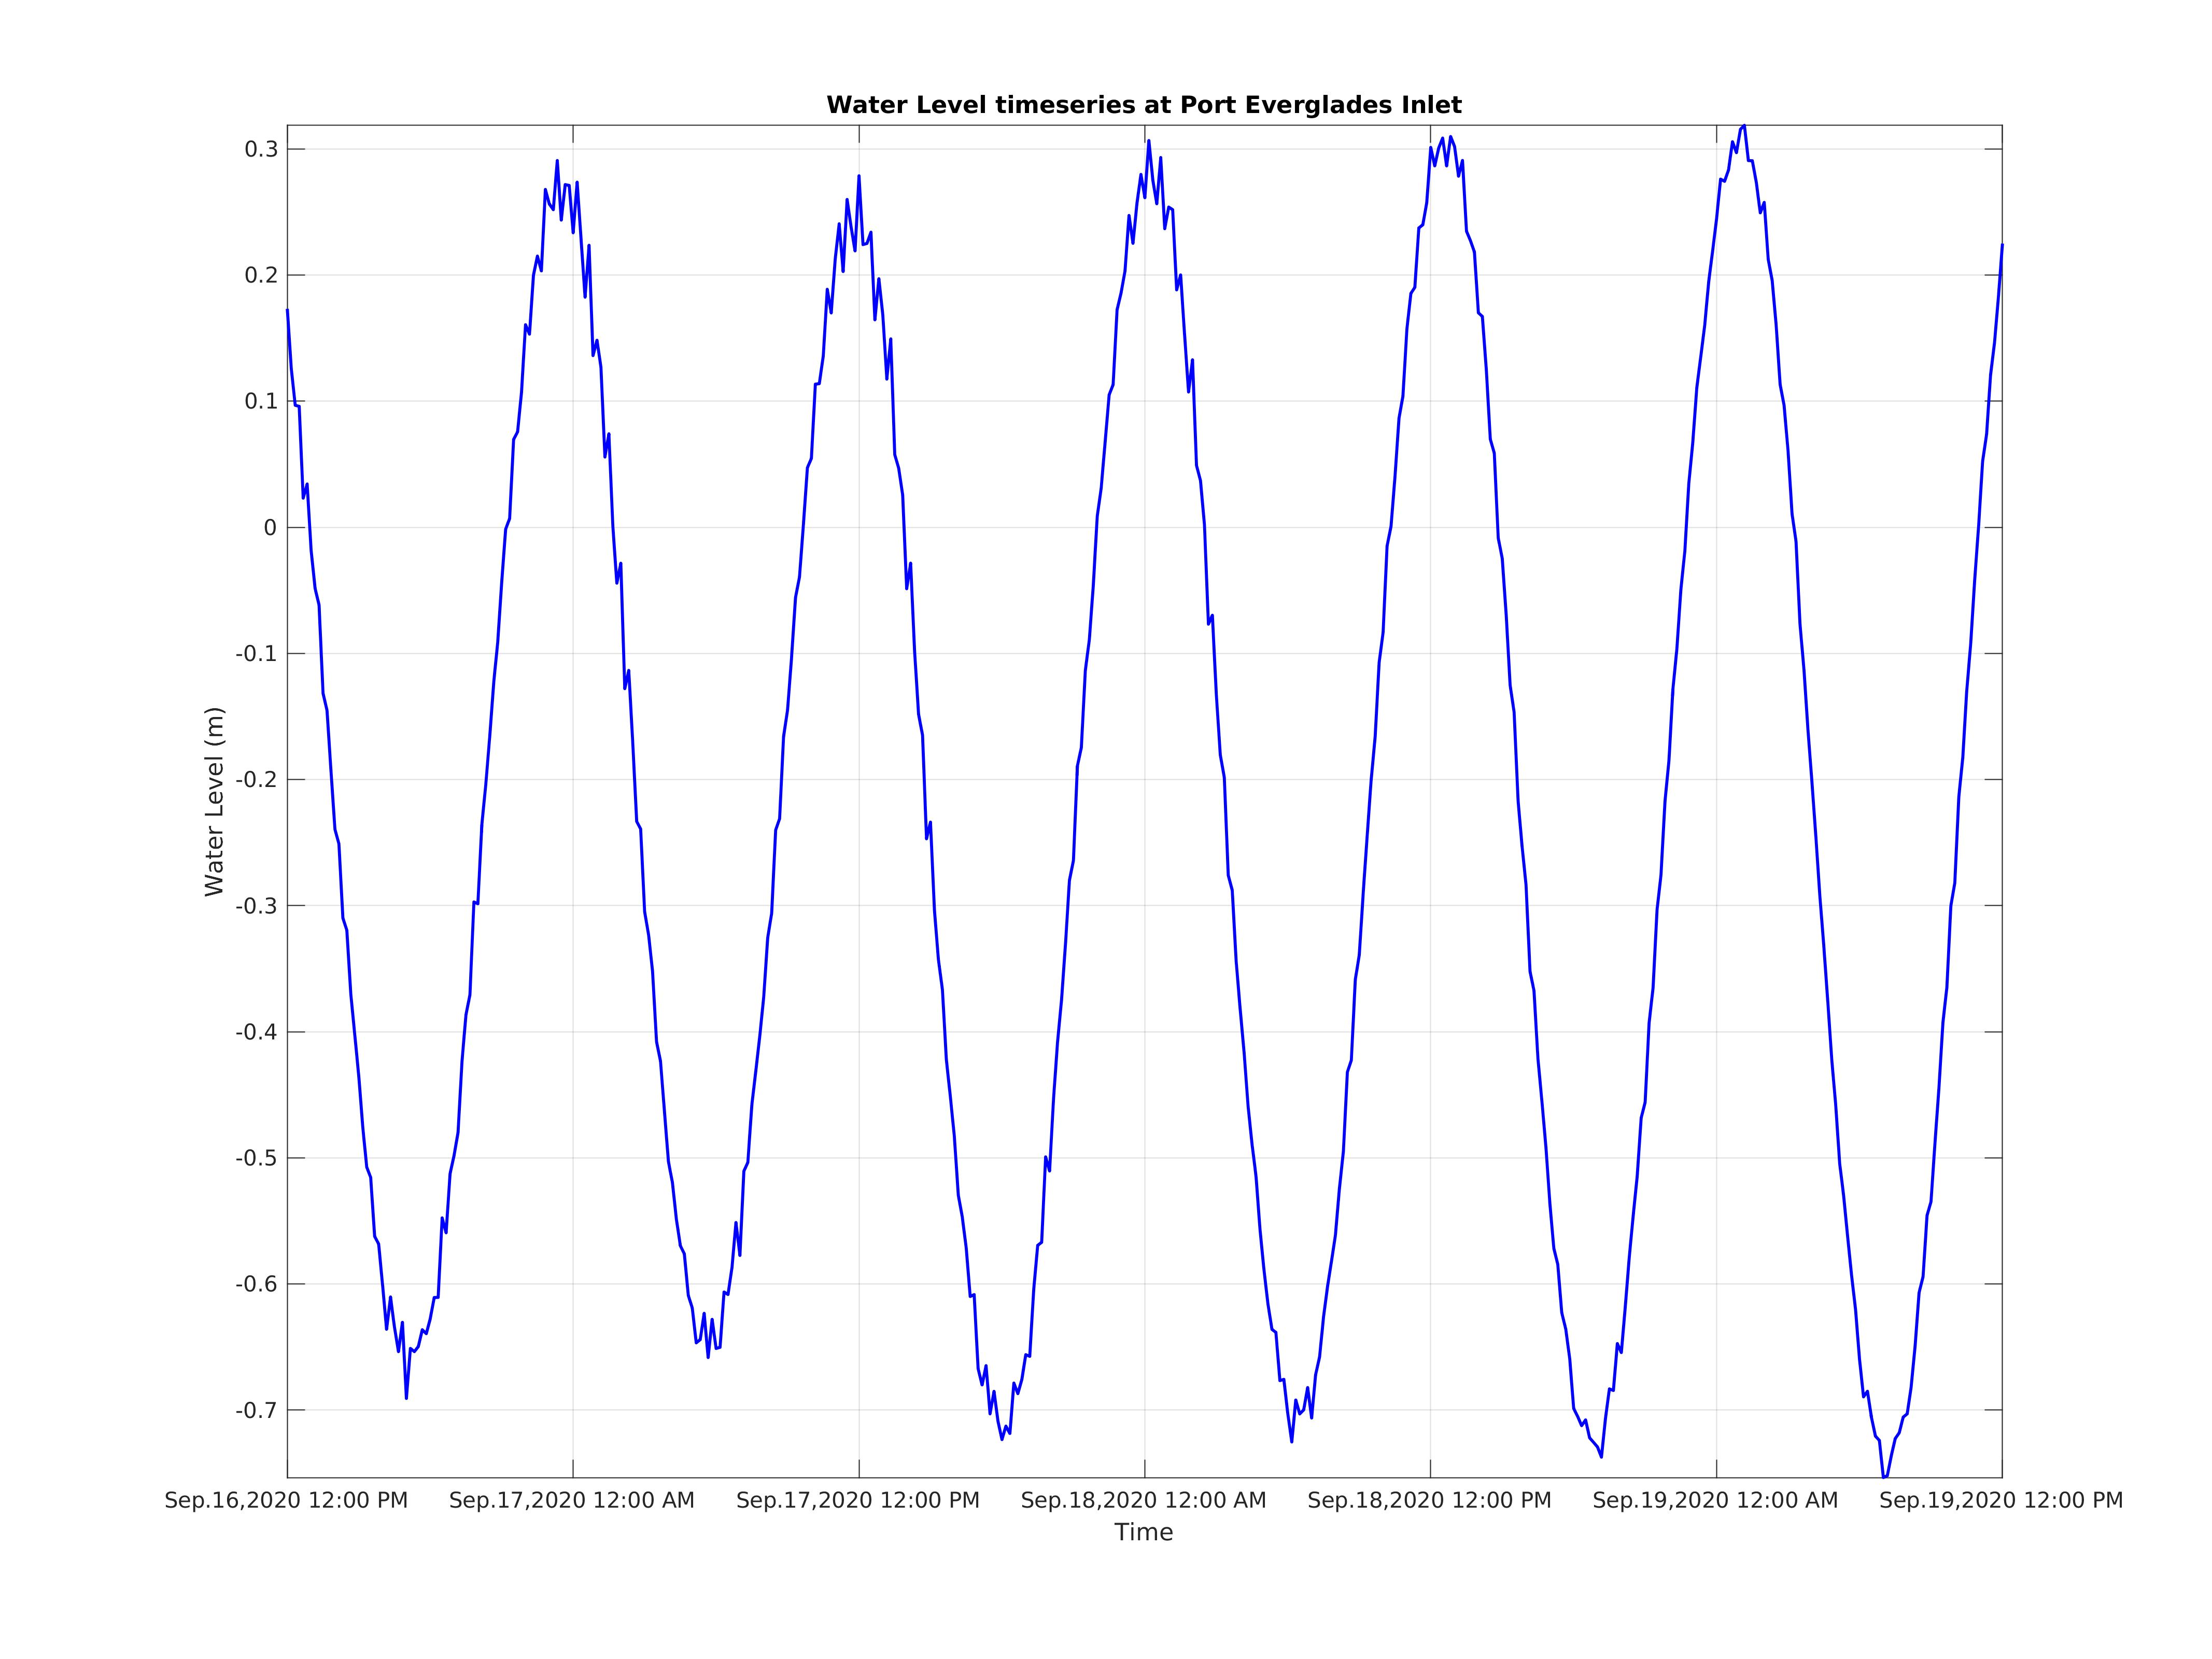 Water Level timeseries at Port Everglades Inlet
0.3
0.2
0.1
0
-0.1
-0.2
-0.3
-0.4
-0.5
-0.6
-0.7
Water Level (m)
Sep.16,2020 12:00 PM Sep.17,2020 12:00 AM Sep.17,2020 12:00 PM Sep.18,2020 12:00 AM Sep.18,2020 12:00 PM Sep.19,2020 12:00 AM Sep.19,2020 12:00 PM
Time